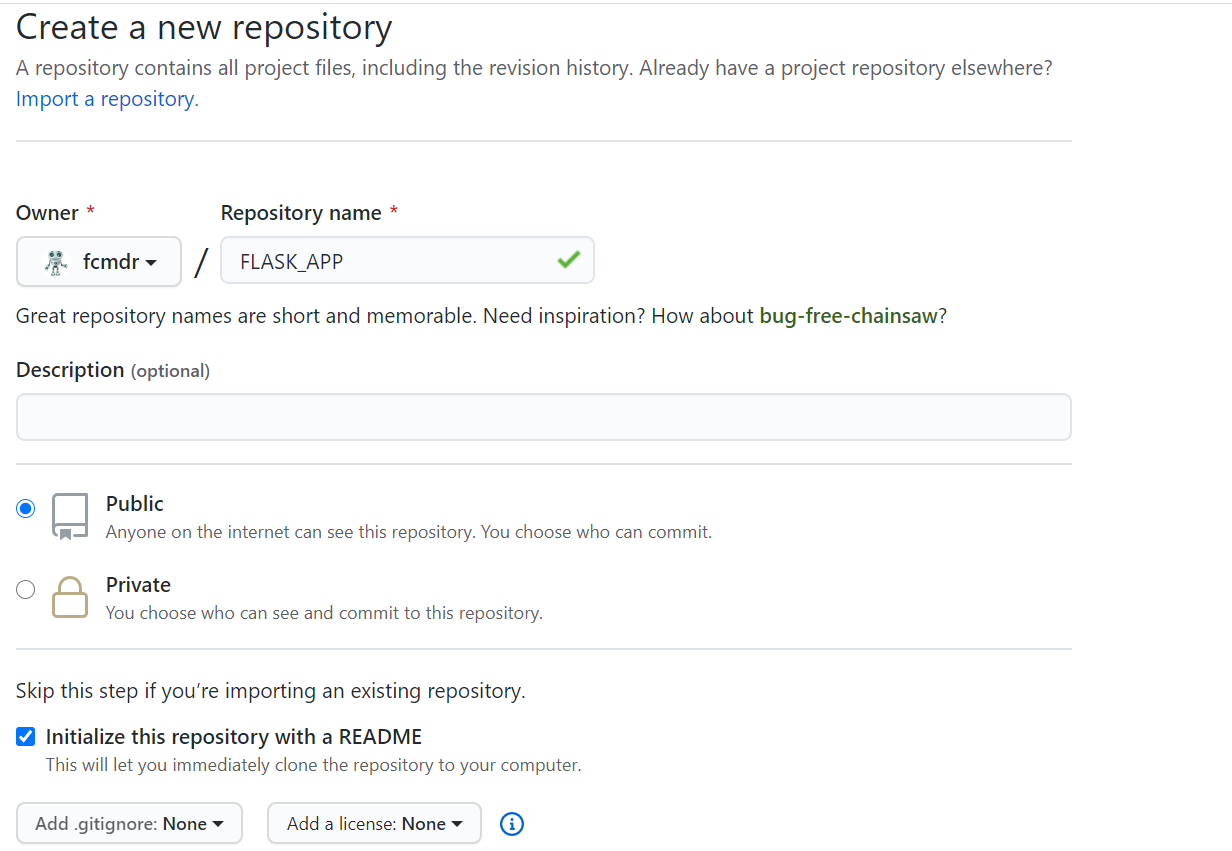 Create a new repository
A repository contains all project files, including the revision history. Already have a project repository elsewhere?
Import a repository.
Owner * Repository name *
fcmdr / FLASK_APP
Great repository names are short and memorable. Need inspiration? How about bug-free-chainsaw?
Description (optional)
Public
Anyone on the internet can see this repository. You choose who can commit.
Private
You choose who can see and commit to this repository.
Skip this step if you’re importing an existing repository.
Initialize this repository with a README
This will let you immediately clone the repository to your computer.
Add .gitignore: None Add a license: None